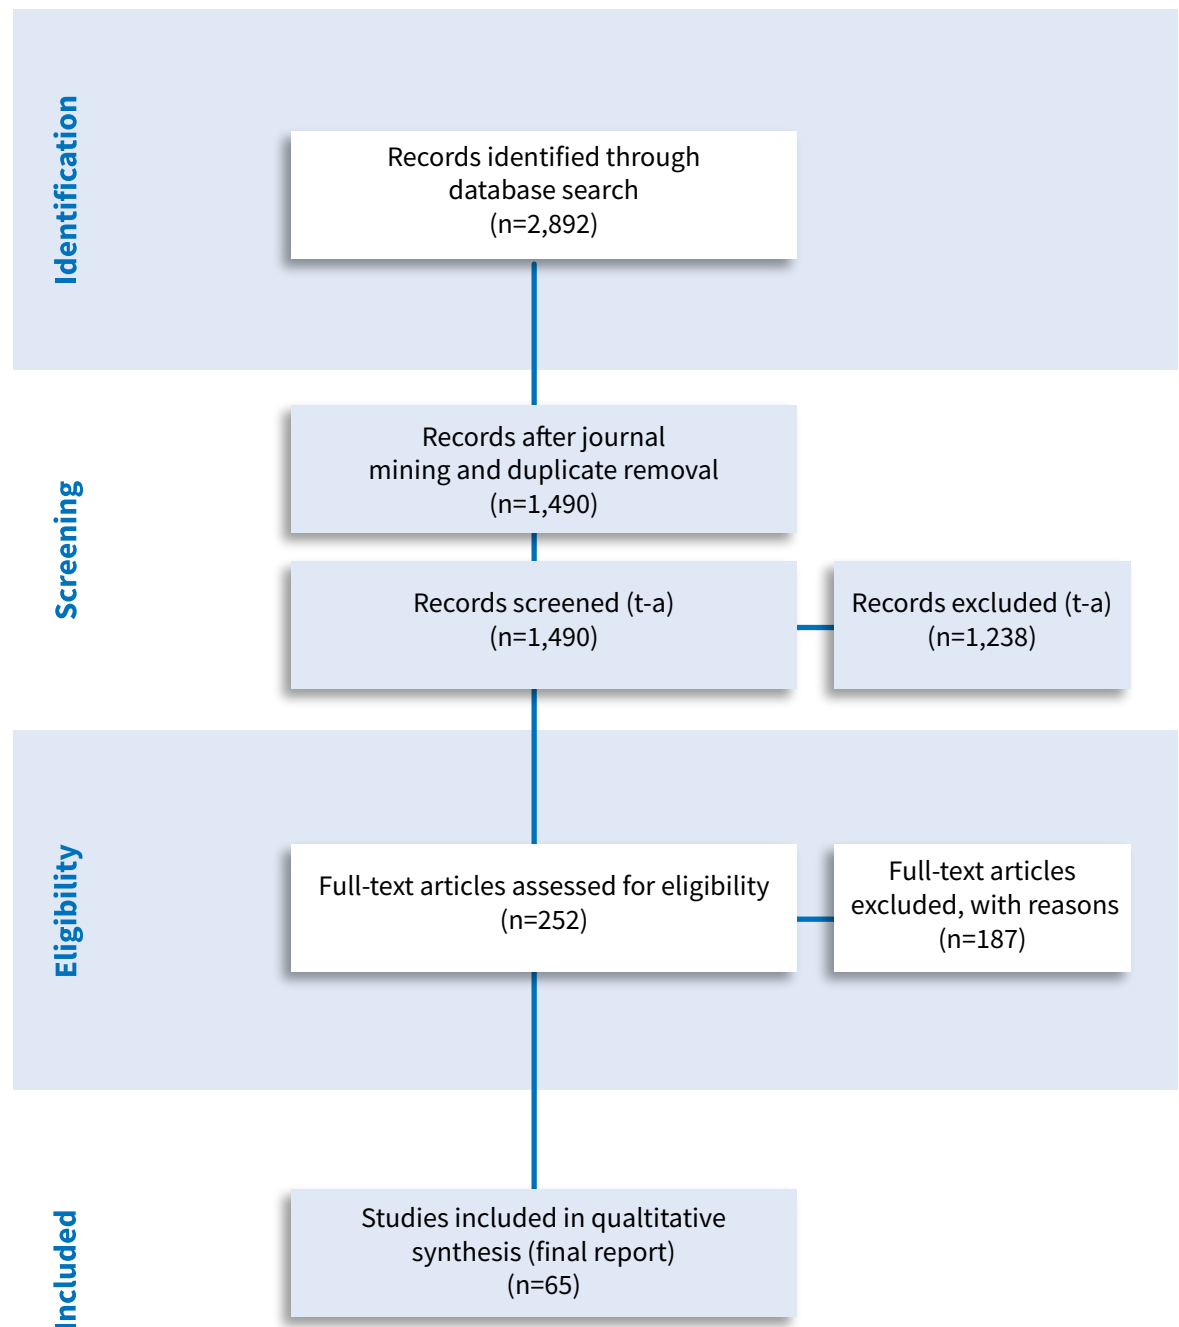 Identification
Records identified through
database search
(n=2,892)
Screening
Records after journal
mining and duplicate removal
(n=1,490)
Records screened (t-a)
(n=1,490)
Records excluded (t-a)
(n=1,238)
Eligibility
Full-text articles assessed for eligibility
(n=252)
Full-text articles
excluded, with reasons
(n=187)
Included
Studies included in qualtitative
synthesis (final report)
(n=65)